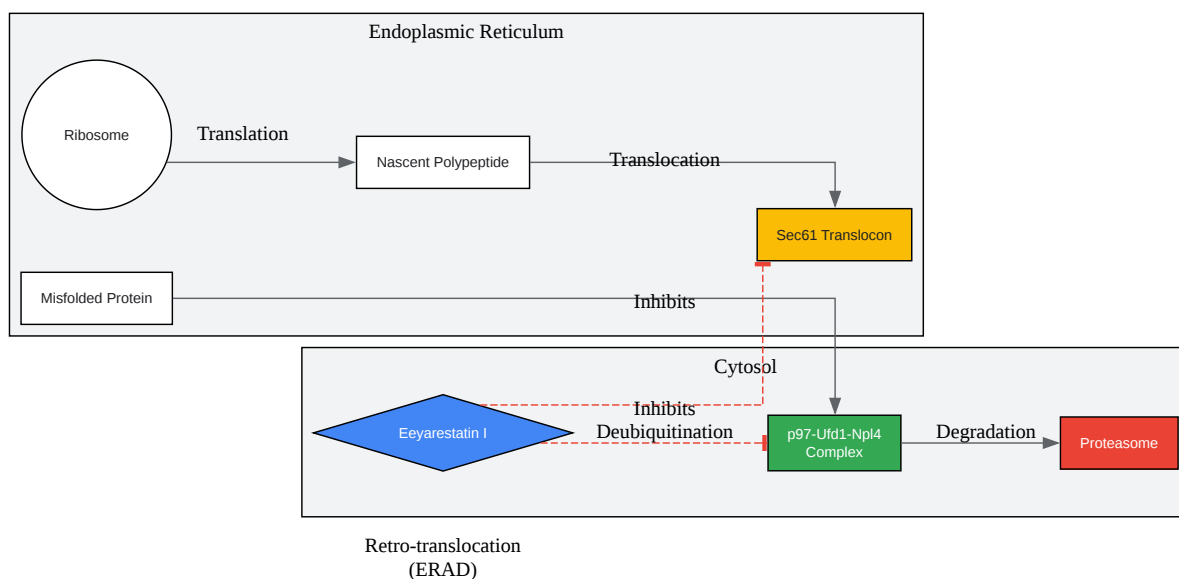 Endoplasmic Reticulum
Ribosome
Translation
Nascent Polypeptide
Translocation
Sec61 Translocon
Misfolded Protein
Inhibits
Cytosol
Eeyarestatin I
Inhibits
Deubiquitination
p97-Ufd1-Npl4
Complex
Degradation
Proteasome
Retro-translocation
(ERAD)